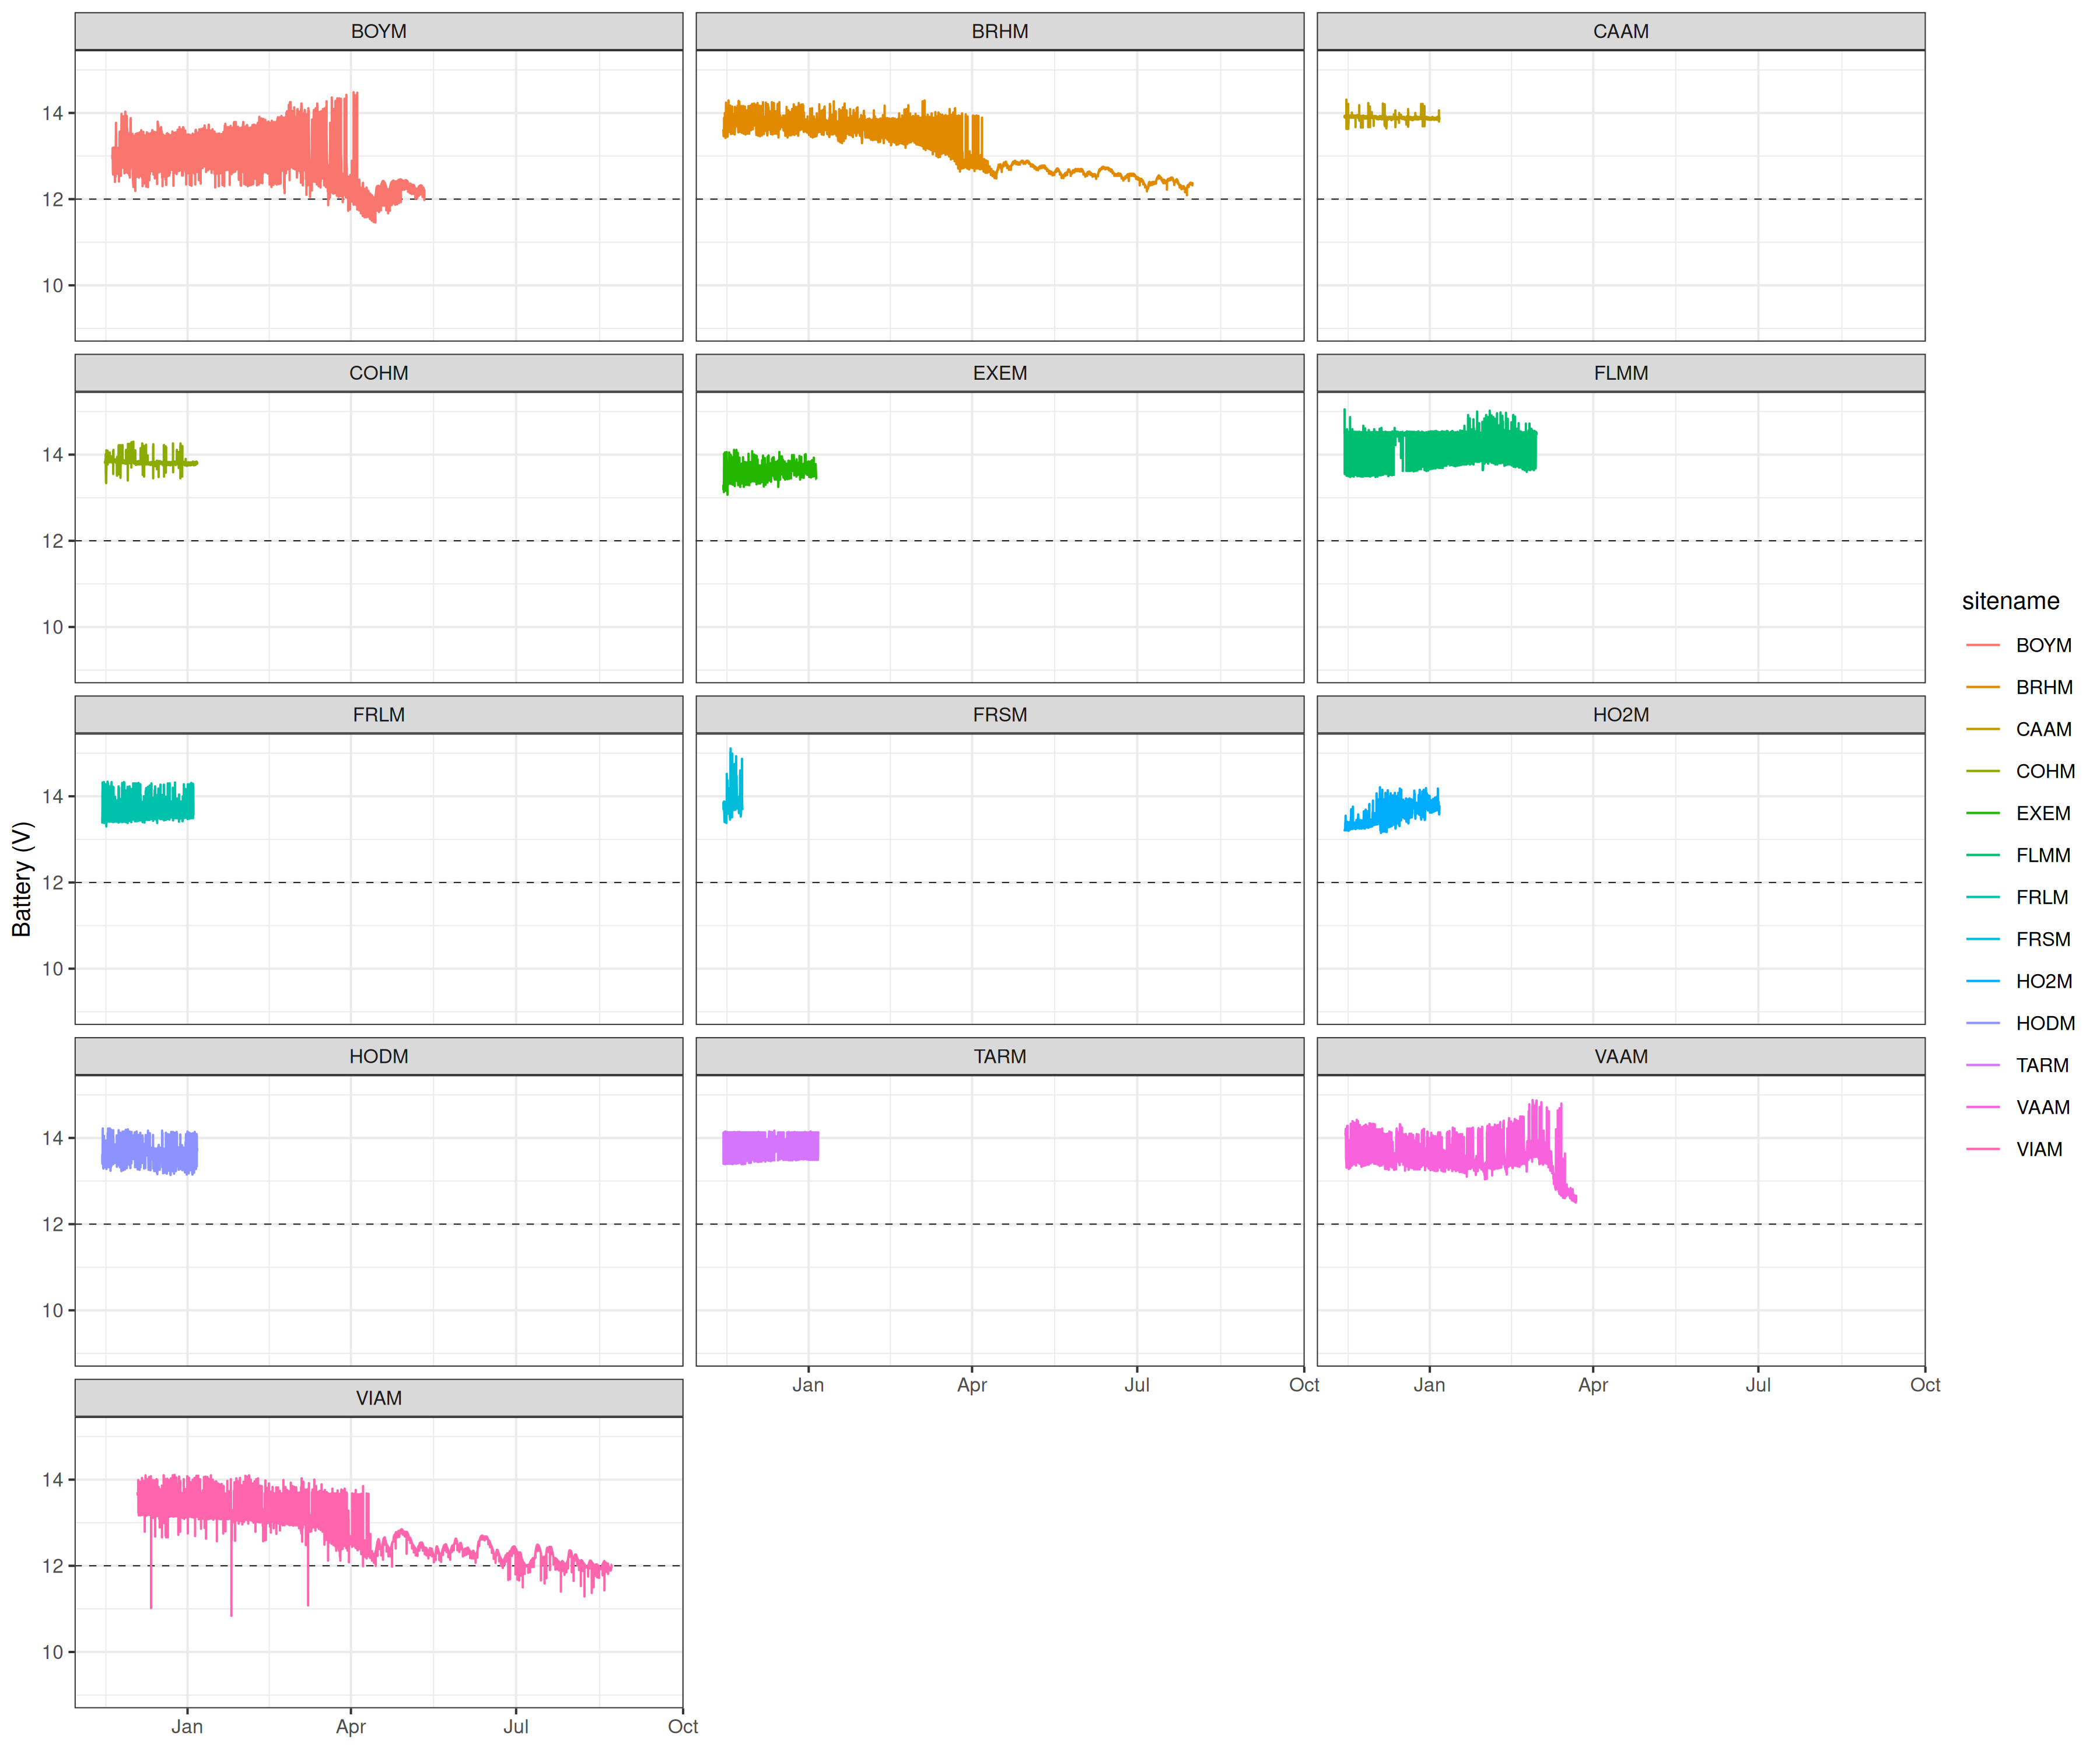 BOYM
BRHM
CAAM
14
12
10
COHM
EXEM
FLMM
14
12
10
FRLM
FRSM
HO2M
14
12
10
HODM
TARM
VAAM
14
12
10
Jan Apr Jul Oct
Jan Apr Jul Oct
VIAM
14
12
10
Jan Apr Jul Oct
Battery (V)
sitename
BOYM
BRHM
CAAM
COHM
EXEM
FLMM
FRLM
FRSM
HO2M
HODM
TARM
VAAM
VIAM